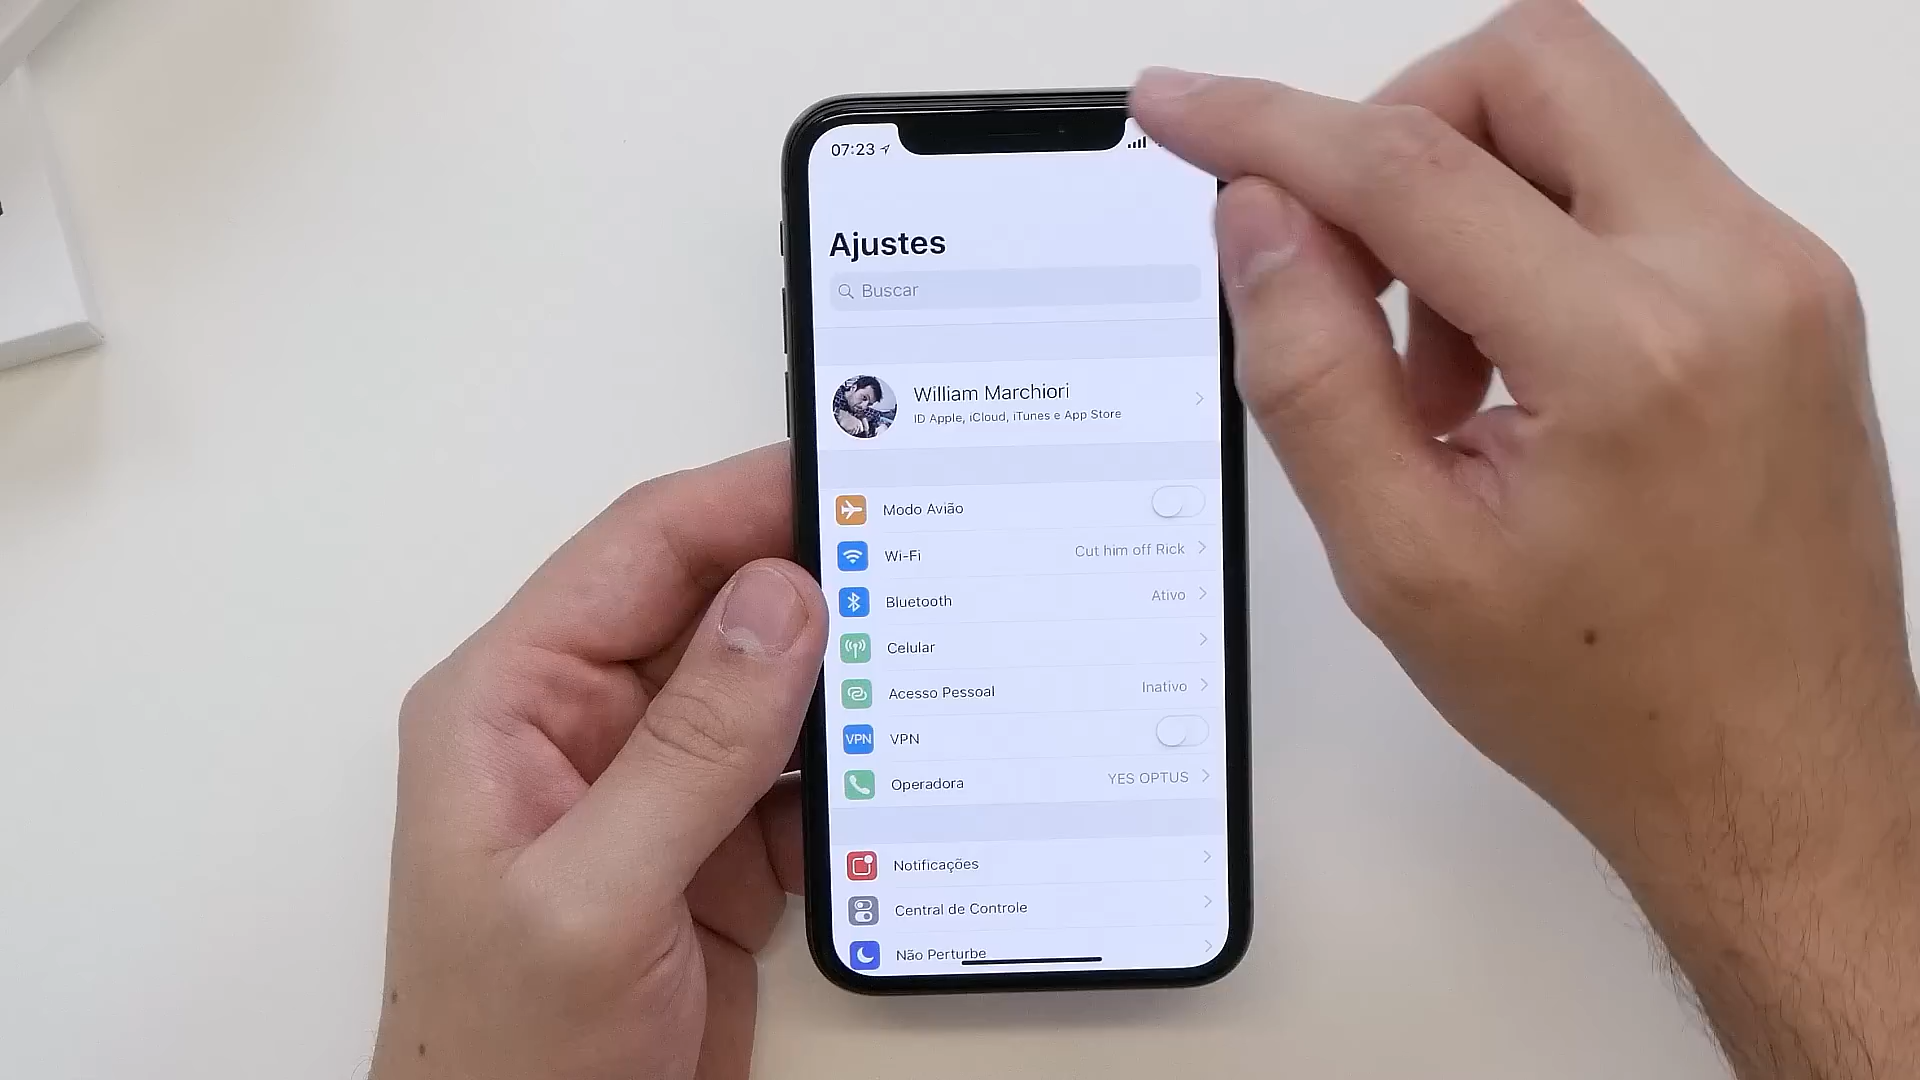 07:23
Ajustes
Buscar
William Marchiori
ID Apple, iCloud, iTunes e App Store
Modo Avião
Wi-Fi Cut him off Rick
Bluetooth Ativo
Celular
Acesso Pessoal Inativo
VPN VPN
Operadora YES OPTUS
Notificações
Central de Controle
Não Perturbe